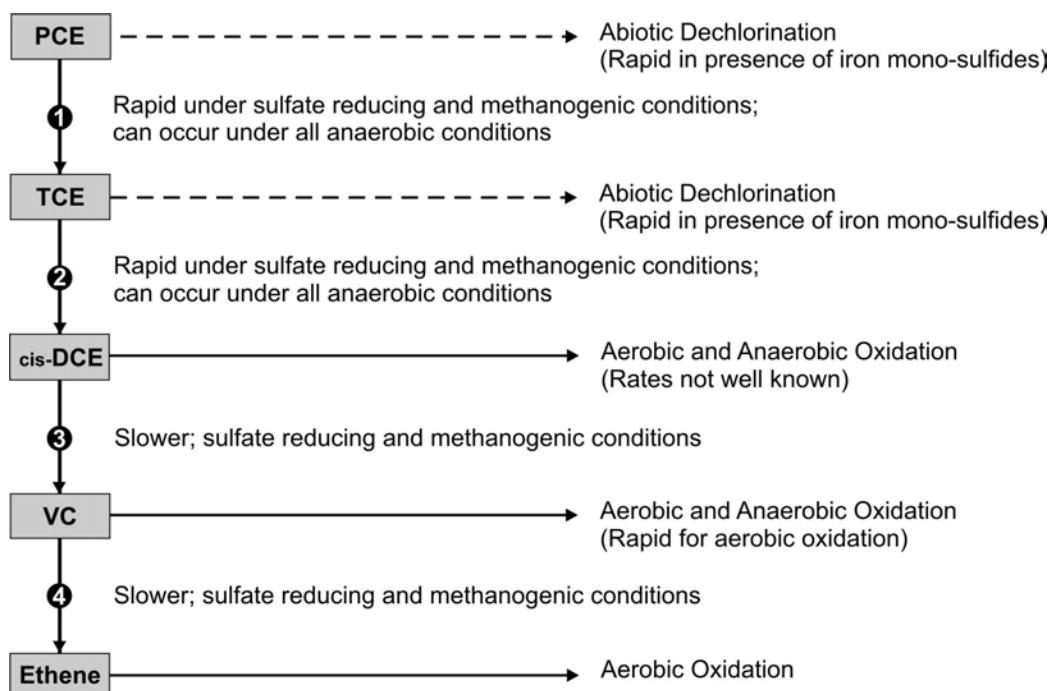 PCE
Abiotic Dechlorination
(Rapid in presence of iron mono-sulfides)
1
Rapid under sulfate reducing and methanogenic conditions;
can occur under all anaerobic conditions
TCE
Abiotic Dechlorination
(Rapid in presence of iron mono-sulfides)
2
Rapid under sulfate reducing and methanogenic conditions;
can occur under all anaerobic conditions
cis-DCE
Aerobic and Anaerobic Oxidation
(Rates not well known)
3
Slower; sulfate reducing and methanogenic conditions
VC
Aerobic and Anaerobic Oxidation
(Rapid for aerobic oxidation)
4
Slower; sulfate reducing and methanogenic conditions
Ethene
Aerobic Oxidation